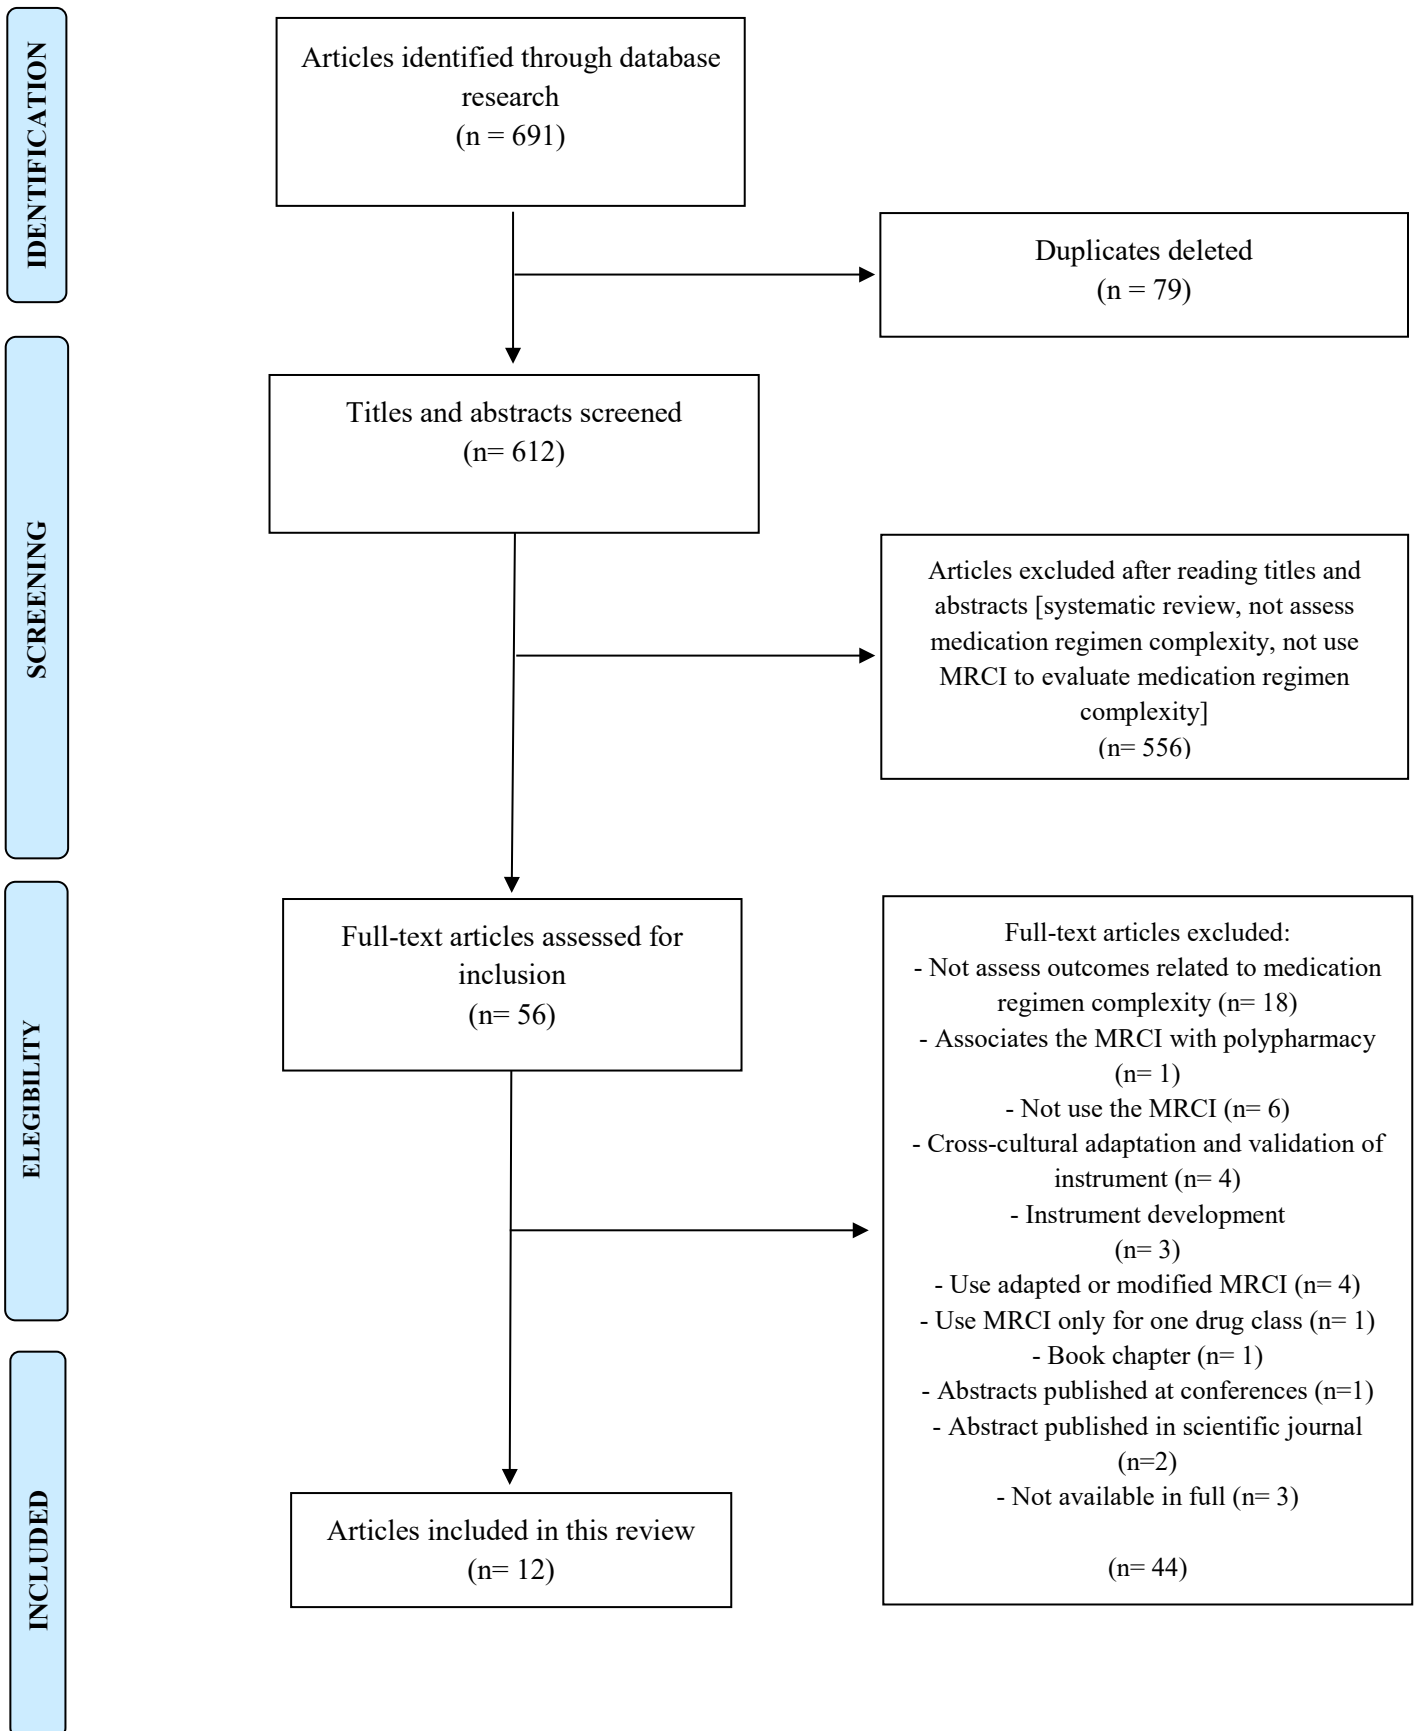 IDENTIFICATION
Articles identified through database
research
(n = 691)
Duplicates deleted
(n = 79)
SCREENING
Titles and abstracts screened
(n= 612)
Articles excluded after reading titles and
abstracts [systematic review, not assess
medication regimen complexity, not use
MRCI to evaluate medication regimen
complexity]
(n= 556)
ELEGIBILITY
Full-text articles assessed for
inclusion
(n= 56)
Full-text articles excluded:
- Not assess outcomes related to medication
regimen complexity (n= 18)
- Associates the MRCI with polypharmacy
(n= 1)
- Not use the MRCI (n= 6)
- Cross-cultural adaptation and validation of
instrument (n= 4)
- Instrument development
(n= 3)
- Use adapted or modified MRCI (n= 4)
- Use MRCI only for one drug class (n= 1)
- Book chapter (n= 1)
- Abstracts published at conferences (n=1)
- Abstract published in scientific journal
(n=2)
- Not available in full (n= 3)
(n= 44)
INCLUDED
Articles included in this review
(n= 12)